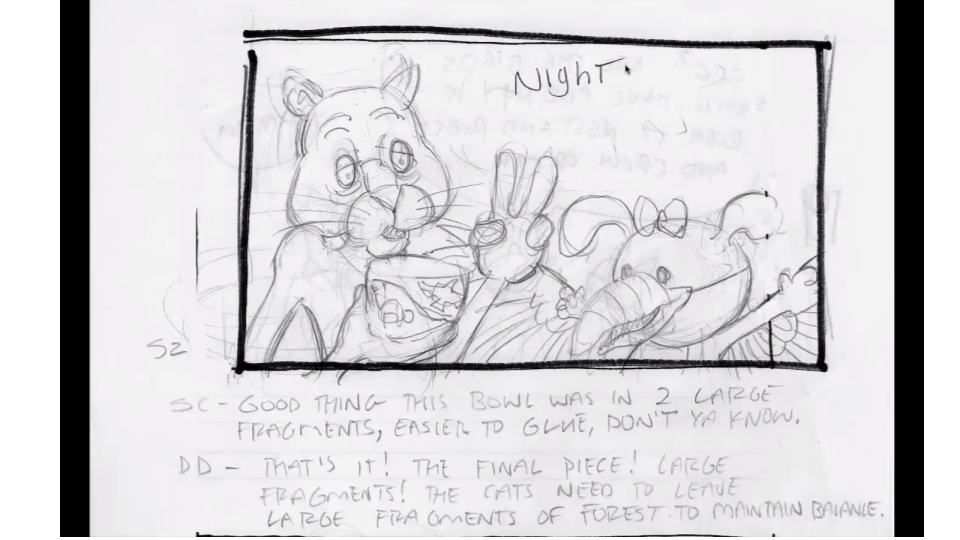 Night
52
SC - GOOD THING THIS BOWL WAS IN 2 LARGE
FRAGMENTS, EASIER TO GLUE, DON'T YA KNOW.
DD - THAT'S IT! THE FINAL PIECE! LARGE
FRAGMENTS! THE CATS NEED TO LEAVE
LARGE FRAGMENTS OF FOREST TO MAINTAIN BALANCE.